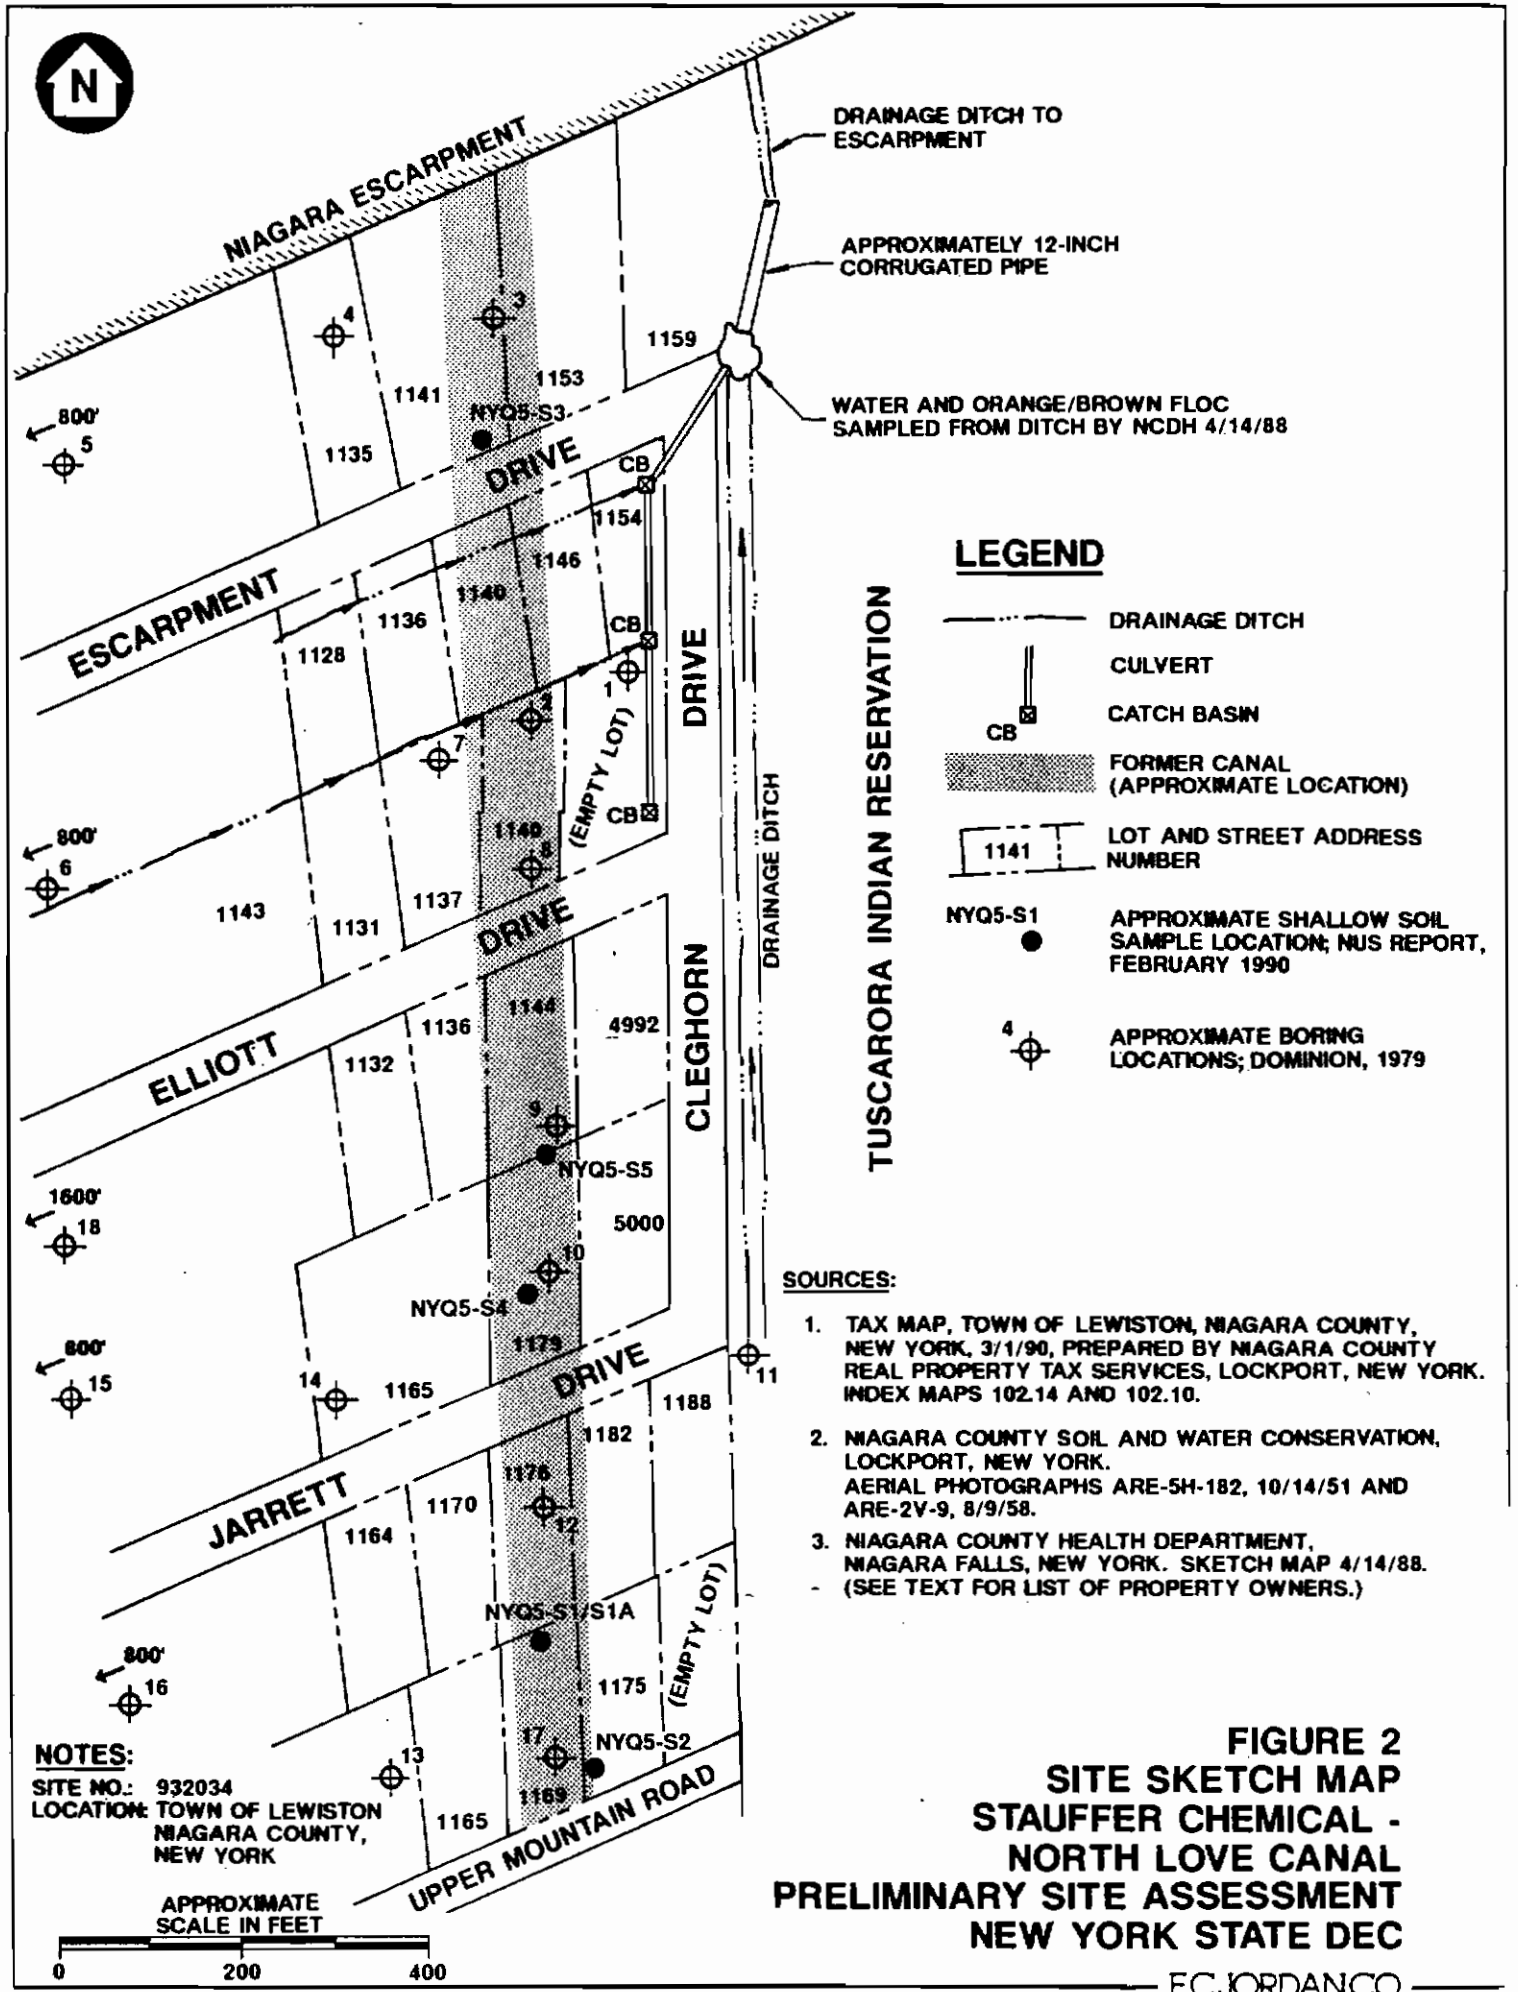 N
NIAGARA ESCARPMENT
DRAINAGE DITCH TO
ESCARPMENT
APPROXIMATELY 12-INCH
CORRUGATED PIPE
4
3
1159
1153
1141
NYQ5-S3
1135
800'
5
WATER AND ORANGE/BROWN FLOC
SAMPLED FROM DITCH BY NCDH 4/14/88
ESCARPMENT DRIVE
CB
1154
1146
1140
1136
1128
CB
1
2
7
(EMPTY LOT)
CB
1140
8
800'
6
1143
1131
1137
CLEGHORN DRIVE
DRAINAGE DITCH
TUSCARORA INDIAN RESERVATION
LEGEND
DRAINAGE DITCH
CULVERT
CATCH BASIN
CB
FORMER CANAL
(APPROXIMATE LOCATION)
1141
LOT AND STREET ADDRESS
NUMBER
NYQ5-S1
APPROXIMATE SHALLOW SOIL
SAMPLE LOCATION; NUS REPORT,
FEBRUARY 1990
4
APPROXIMATE BORING
LOCATIONS; DOMINION, 1979
ELLIOTT DRIVE
1132
1136
1144
4992
9
NYQ5-S5
1600'
18
5000
10
NYQ5-S4
1179
800'
15
14
1165
11
JARRETT DRIVE
1188
1182
1176
1170
1164
12
NYQ5-S1/S1A
(EMPTY LOT)
1175
800'
16
17
NYQ5-S2
13
1169
1165
UPPER MOUNTAIN ROAD
SOURCES:
1. TAX MAP, TOWN OF LEWISTON, NIAGARA COUNTY,
NEW YORK, 3/1/90, PREPARED BY NIAGARA COUNTY
REAL PROPERTY TAX SERVICES, LOCKPORT, NEW YORK.
INDEX MAPS 102.14 AND 102.10.
2. NIAGARA COUNTY SOIL AND WATER CONSERVATION,
LOCKPORT, NEW YORK.
AERIAL PHOTOGRAPHS ARE-5H-182, 10/14/51 AND
ARE-2V-9, 8/9/58.
3. NIAGARA COUNTY HEALTH DEPARTMENT,
NIAGARA FALLS, NEW YORK. SKETCH MAP 4/14/88.
(SEE TEXT FOR LIST OF PROPERTY OWNERS.)
NOTES:
SITE NO.: 932034
LOCATION: TOWN OF LEWISTON
NIAGARA COUNTY,
NEW YORK
APPROXIMATE
SCALE IN FEET
0 200 400
FIGURE 2
SITE SKETCH MAP
STAUFFER CHEMICAL -
NORTH LOVE CANAL
PRELIMINARY SITE ASSESSMENT
NEW YORK STATE DEC
E.C. JORDAN CO